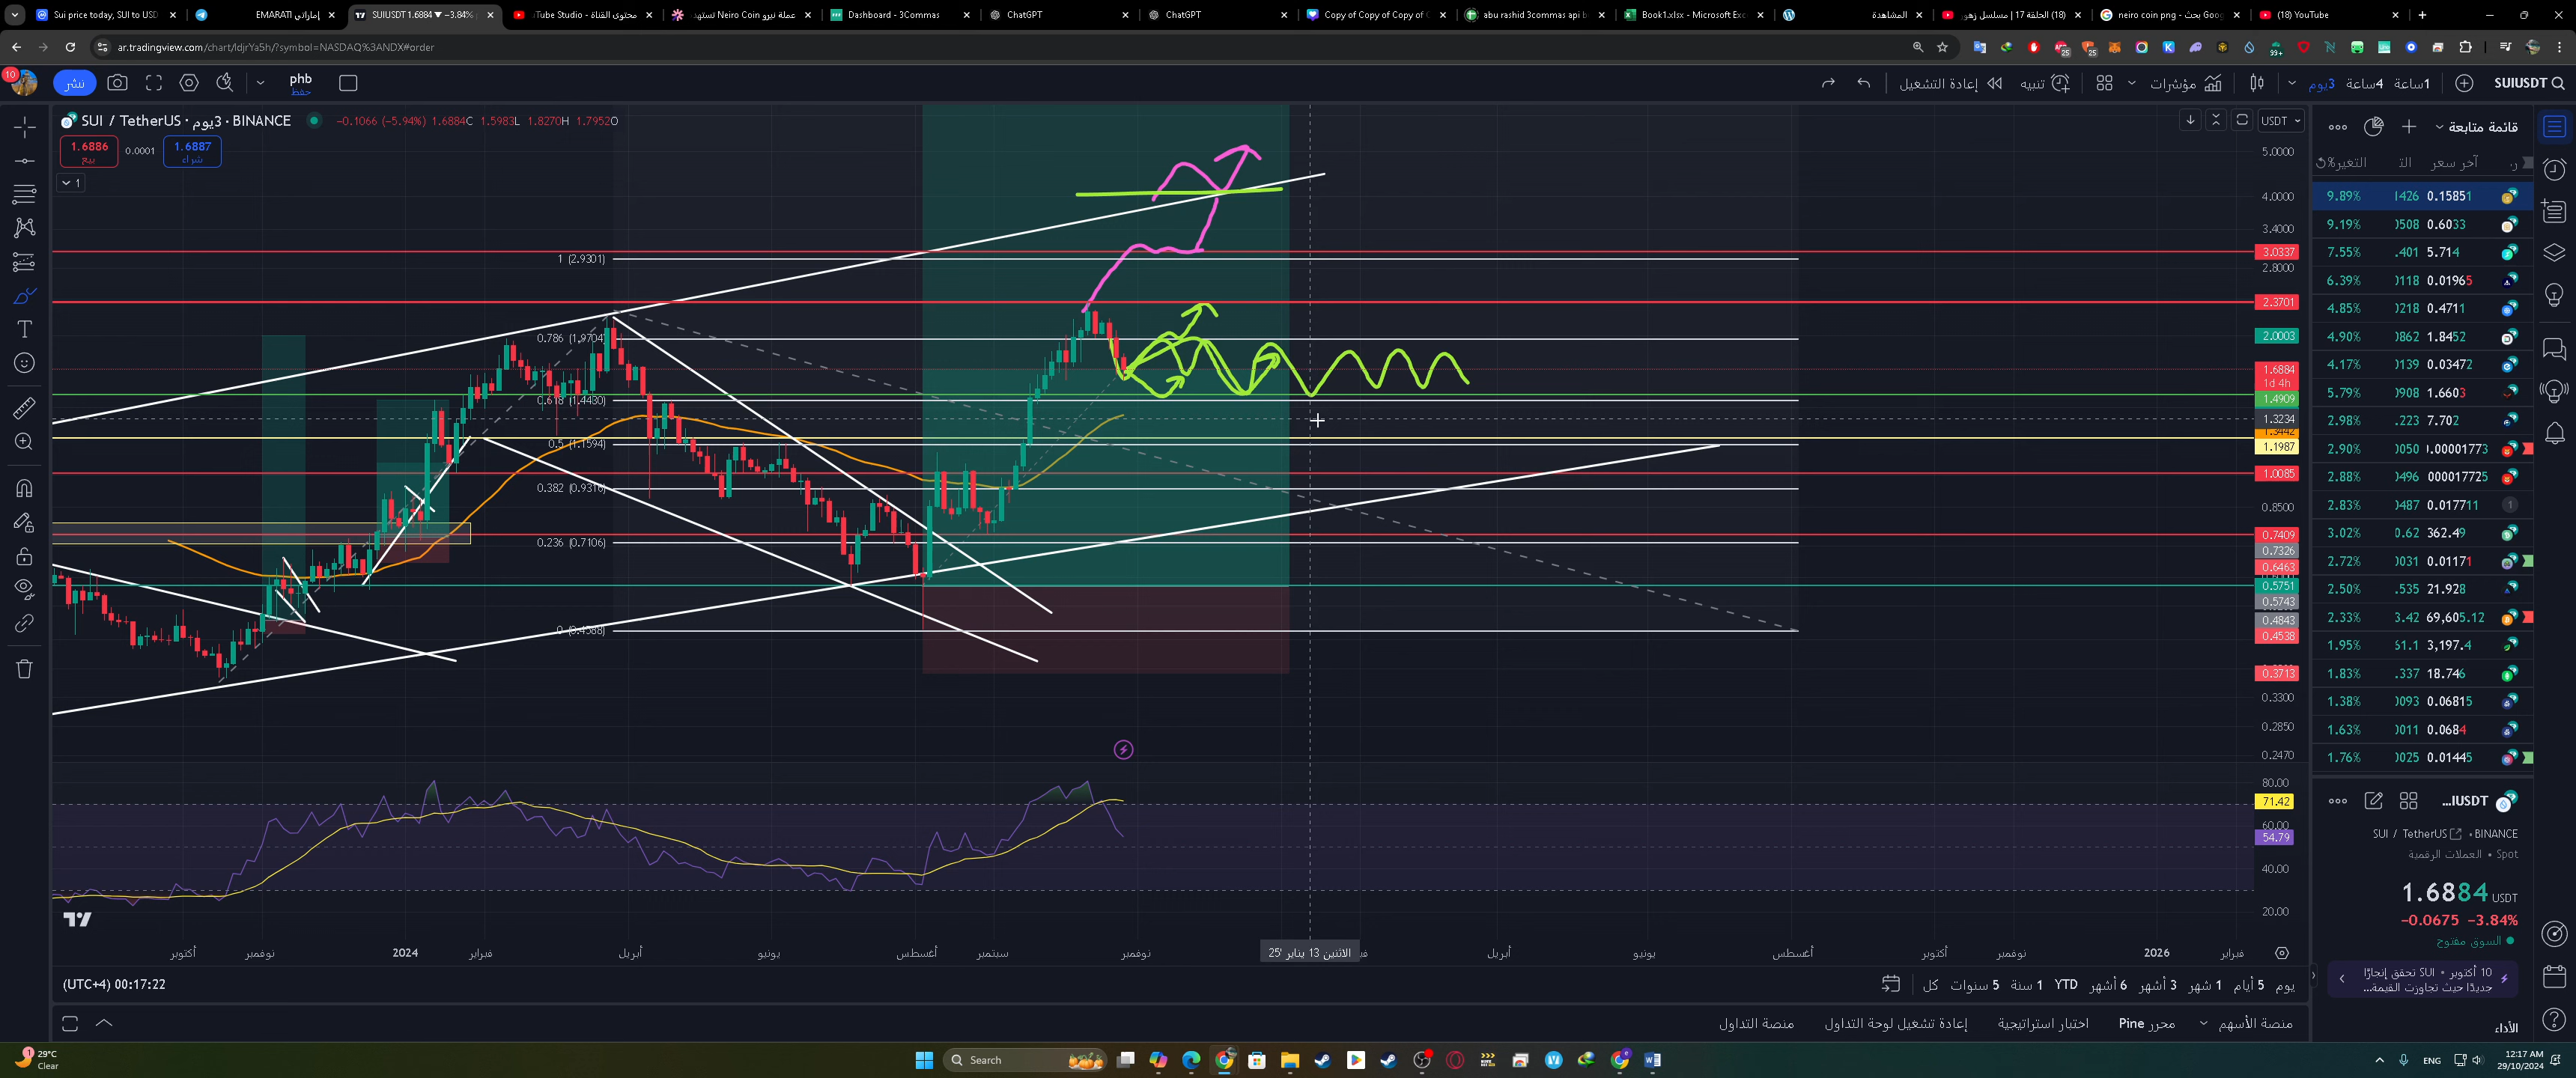 Sui price today, SUI to USD
EMARATI إماراتي
SUIUSDT 1.6884 ▼ −3.84%
Tube Studio - محتوى القناة
عملة نيرو Neiro Coin تستهد
Dashboard - 3Commas
ChatGPT
ChatGPT
Copy of Copy of Copy of
abu rashid 3commas api b
Book1.xlsx - Microsoft Exc
المشاهدة
(18) الحلقة 17 | مسلسل زهور
neiro coin png - بحث Goog
(18) YouTube
ar.tradingview.com/chart/ldjrYa5h/?symbol=NASDAQ%3ANDX#order
10
نشر
phb
حفظ
إعادة التشغيل
تنبيه
مؤشرات
3يوم
4ساعة
1ساعة
SUIUSDT
SUI / TetherUS · 3يوم · BINANCE
−0.1066 (−5.94%) 1.6884C 1.5983L 1.8270H 1.7952O
1.6886
بيع
0.0001
1.6887
شراء
1
USDT
5.0000
4.0000
3.4000
3.0337
2.8000
2.3701
2.0003
1.6884
1d 4h
1.4909
1.3234
1.1987
1.0085
0.8500
0.7409
0.7326
0.6463
0.5751
0.5743
0.4843
0.4538
0.3713
0.3300
0.2850
0.2470
1 (2.9301)
0.786 (1.9704)
0.618 (1.4430)
0.5 (1.1594)
0.382 (0.9316)
0.236 (0.7106)
0 (0.4588)
80.00
71.42
60.00
54.79
40.00
20.00
أكتوبر
نوفمبر
2024
فبراير
أبريل
يونيو
أغسطس
سبتمبر
نوفمبر
الاثنين 13 يناير '25
أبريل
يونيو
أغسطس
أكتوبر
نوفمبر
2026
فبراير
(UTC+4) 00:17:22
يوم
5 أيام
1 شهر
3 أشهر
6 أشهر
YTD
1 سنة
5 سنوات
كل
منصة الأسهم
محرر Pine
اختبار استراتيجية
إعادة تشغيل لوحة التداول
منصة التداول
قائمة متابعة
آخر سعر
التغير%
9.89% 0.15851
9.19% 0.6033
7.55% 5.714
6.39% 0.01965
4.85% 0.4711
4.90% 1.8452
4.17% 0.03472
5.79% 1.6603
2.98% 7.702
2.90%
2.88%
2.83% 0.017711
3.02% 362.49
2.72% 0.01171
2.50% 21.928
2.33% 69,605.12
1.95% 3,197.4
1.83% 18.746
1.38% 0.06815
1.63% 0.0684
1.76% 0.01445
...IUSDT
SUI / TetherUS • BINANCE
Spot • العملات الرقمية
1.6884 USDT
−0.0675 −3.84%
السوق مفتوح
10 أكتوبر • SUI تحقق إنجازًا
جديدًا حيث تجاوزت القيمة...
الأداء
29°C
Clear
Search
ENG
12:17 AM
29/10/2024